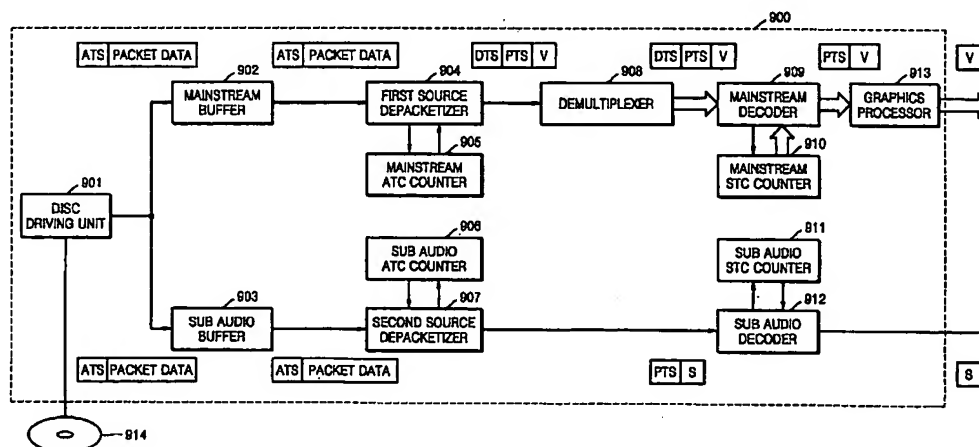 900
ATS PACKET DATA
ATS PACKET DATA
DTS PTS V
DTS PTS V
PTS V
V
902
MAINSTREAM
BUFFER
904
FIRST SOURCE
DEPACKETIZER
908
DEMULTIPLEXER
909
MAINSTREAM
DECODER
913
GRAPHICS
PROCESSOR
905
MAINSTREAM
ATC COUNTER
910
MAINSTREAM
STC COUNTER
901
DISC
DRIVING UNIT
906
SUB AUDIO
ATC COUNTER
911
SUB AUDIO
STC COUNTER
903
SUB AUDIO
BUFFER
907
SECOND SOURCE
DEPACKETIZER
912
SUB AUDIO
DECODER
ATS PACKET DATA
ATS PACKET DATA
PTS S
S
914